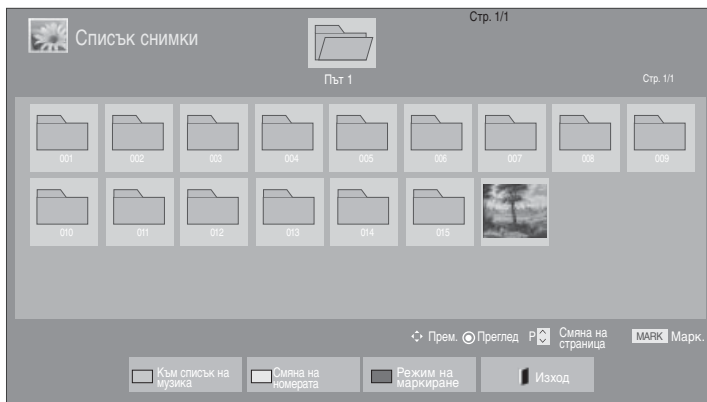 Стр. 1/1
Списък снимки
Път 1
Стр. 1/1
001 002 003 004 005 006 007 008 009
010 011 012 013 014 015
Прем. Преглед P Смяна на страница MARK Марк.
Към списък на музика
Смяна на номерата
Режим на маркиране
Изход